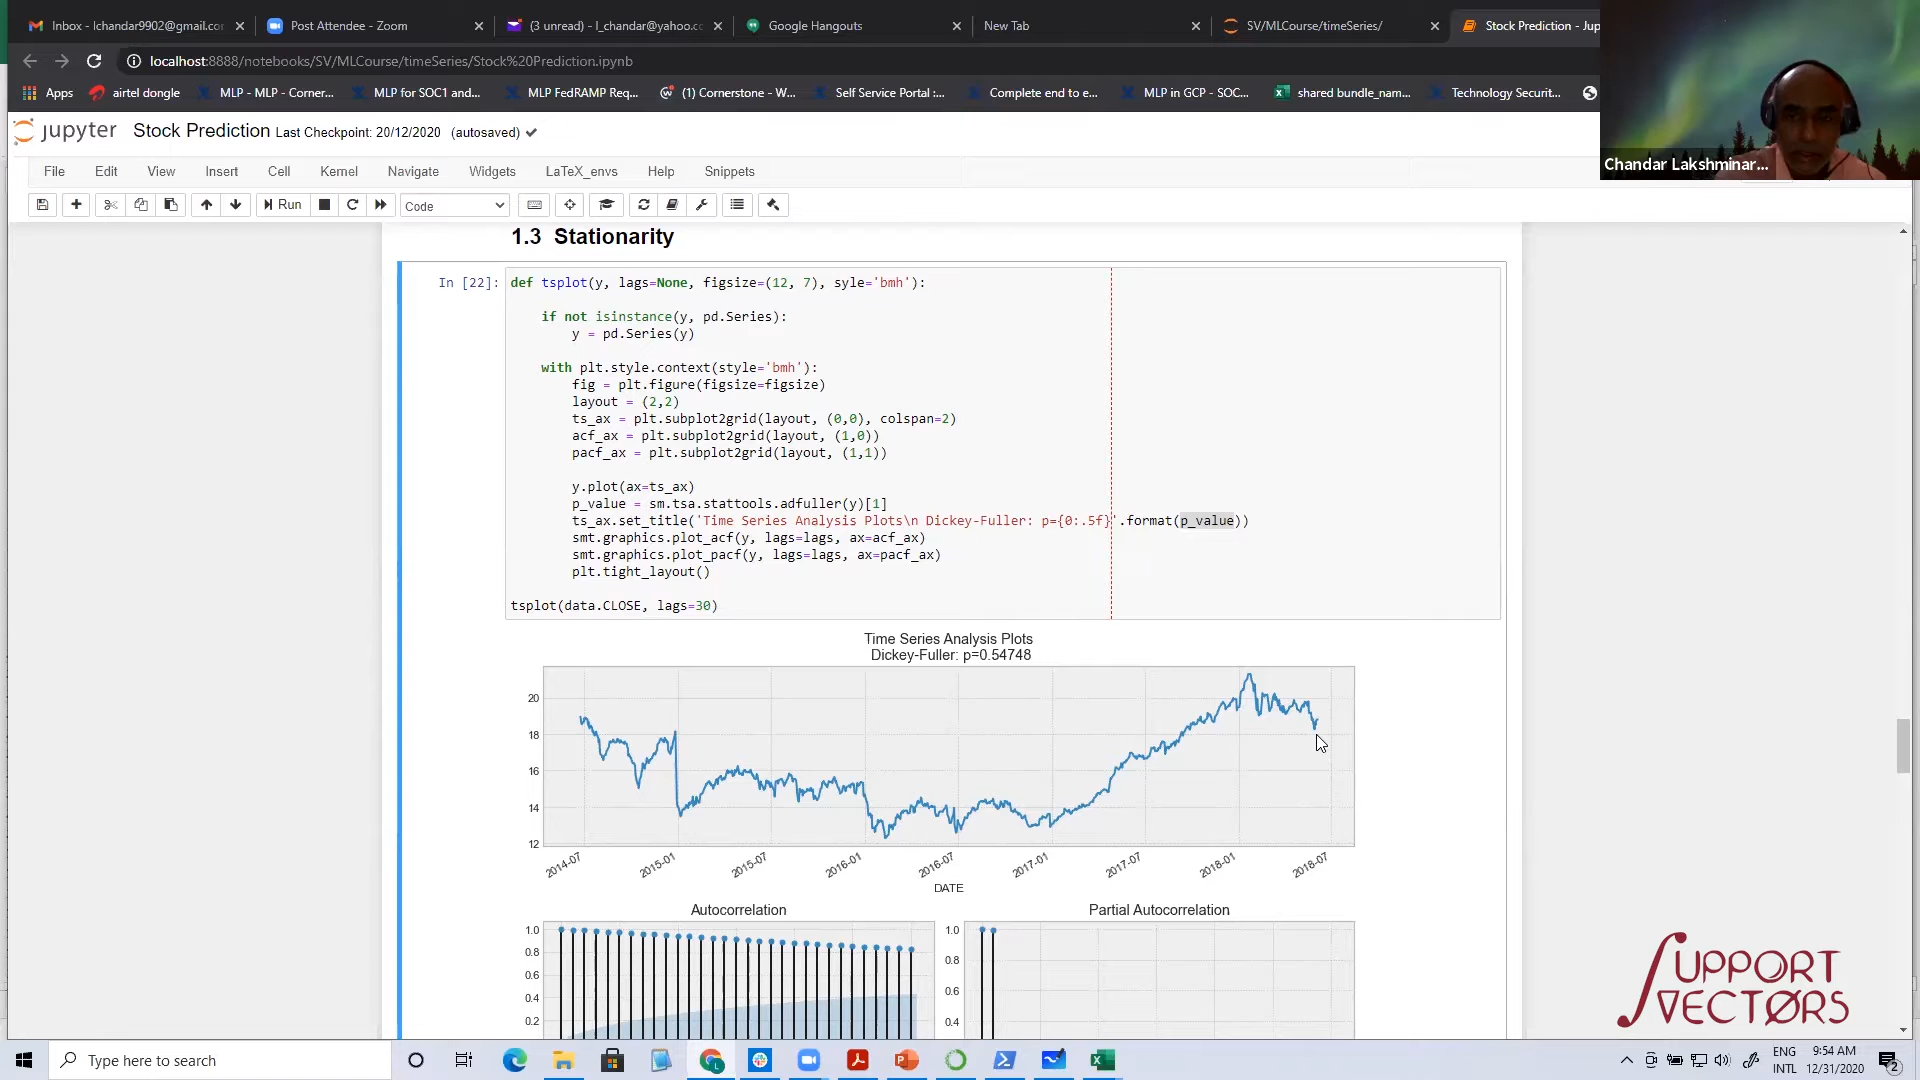 Inbox - lchandar9902@gmail.co
Post Attendee - Zoom
(3 unread) - l_chandar@yahoo.co
Google Hangouts
New Tab
SV/MLCourse/timeSeries/
Stock Prediction - Jup
localhost:8888/notebooks/SV/MLCourse/timeSeries/Stock%20Prediction.ipynb
Apps
airtel dongle
MLP - MLP - Corner...
MLP for SOC1 and...
MLP FedRAMP Req...
(1) Cornerstone - W...
Self Service Portal :...
Complete end to e...
MLP in GCP - SOC...
shared bundle_nam...
Technology Securit...
Chandar Lakshminar...
jupyter Stock Prediction Last Checkpoint: 20/12/2020 (autosaved)
File Edit View Insert Cell Kernel Navigate Widgets LaTeX_envs Help Snippets
Run
Code
1.3 Stationarity
In [22]:
def tsplot(y, lags=None, figsize=(12, 7), syle='bmh'):
if not isinstance(y, pd.Series):
y = pd.Series(y)
with plt.style.context(style='bmh'):
fig = plt.figure(figsize=figsize)
layout = (2,2)
ts_ax = plt.subplot2grid(layout, (0,0), colspan=2)
acf_ax = plt.subplot2grid(layout, (1,0))
pacf_ax = plt.subplot2grid(layout, (1,1))
y.plot(ax=ts_ax)
p_value = sm.tsa.stattools.adfuller(y)[1]
ts_ax.set_title('Time Series Analysis Plots\n Dickey-Fuller: p={0:.5f}'.format(p_value))
smt.graphics.plot_acf(y, lags=lags, ax=acf_ax)
smt.graphics.plot_pacf(y, lags=lags, ax=pacf_ax)
plt.tight_layout()
tsplot(data.CLOSE, lags=30)
Time Series Analysis Plots
Dickey-Fuller: p=0.54748
20
18
16
14
12
2014-07 2015-01 2015-07 2016-01 2016-07 2017-01 2017-07 2018-01 2018-07
DATE
Autocorrelation
1.0
0.8
0.6
0.4
0.2
Partial Autocorrelation
1.0
0.8
0.6
0.4
SUPPORT
VECTORS
Type here to search
ENG
INTL
9:54 AM
12/31/2020
2